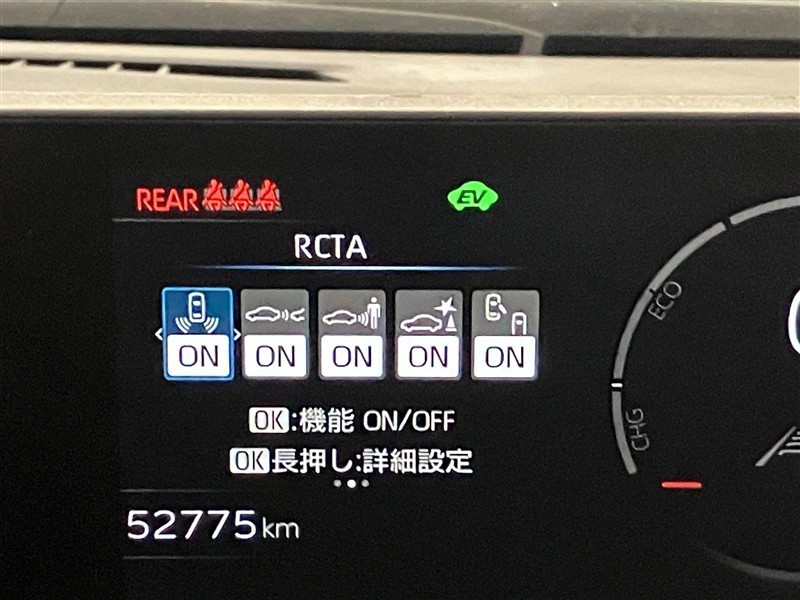 REAR
EV
RCTA
ON ON ON ON ON
OK:機能 ON/OFF
OK長押し:詳細設定
52775km
ECO
CHG